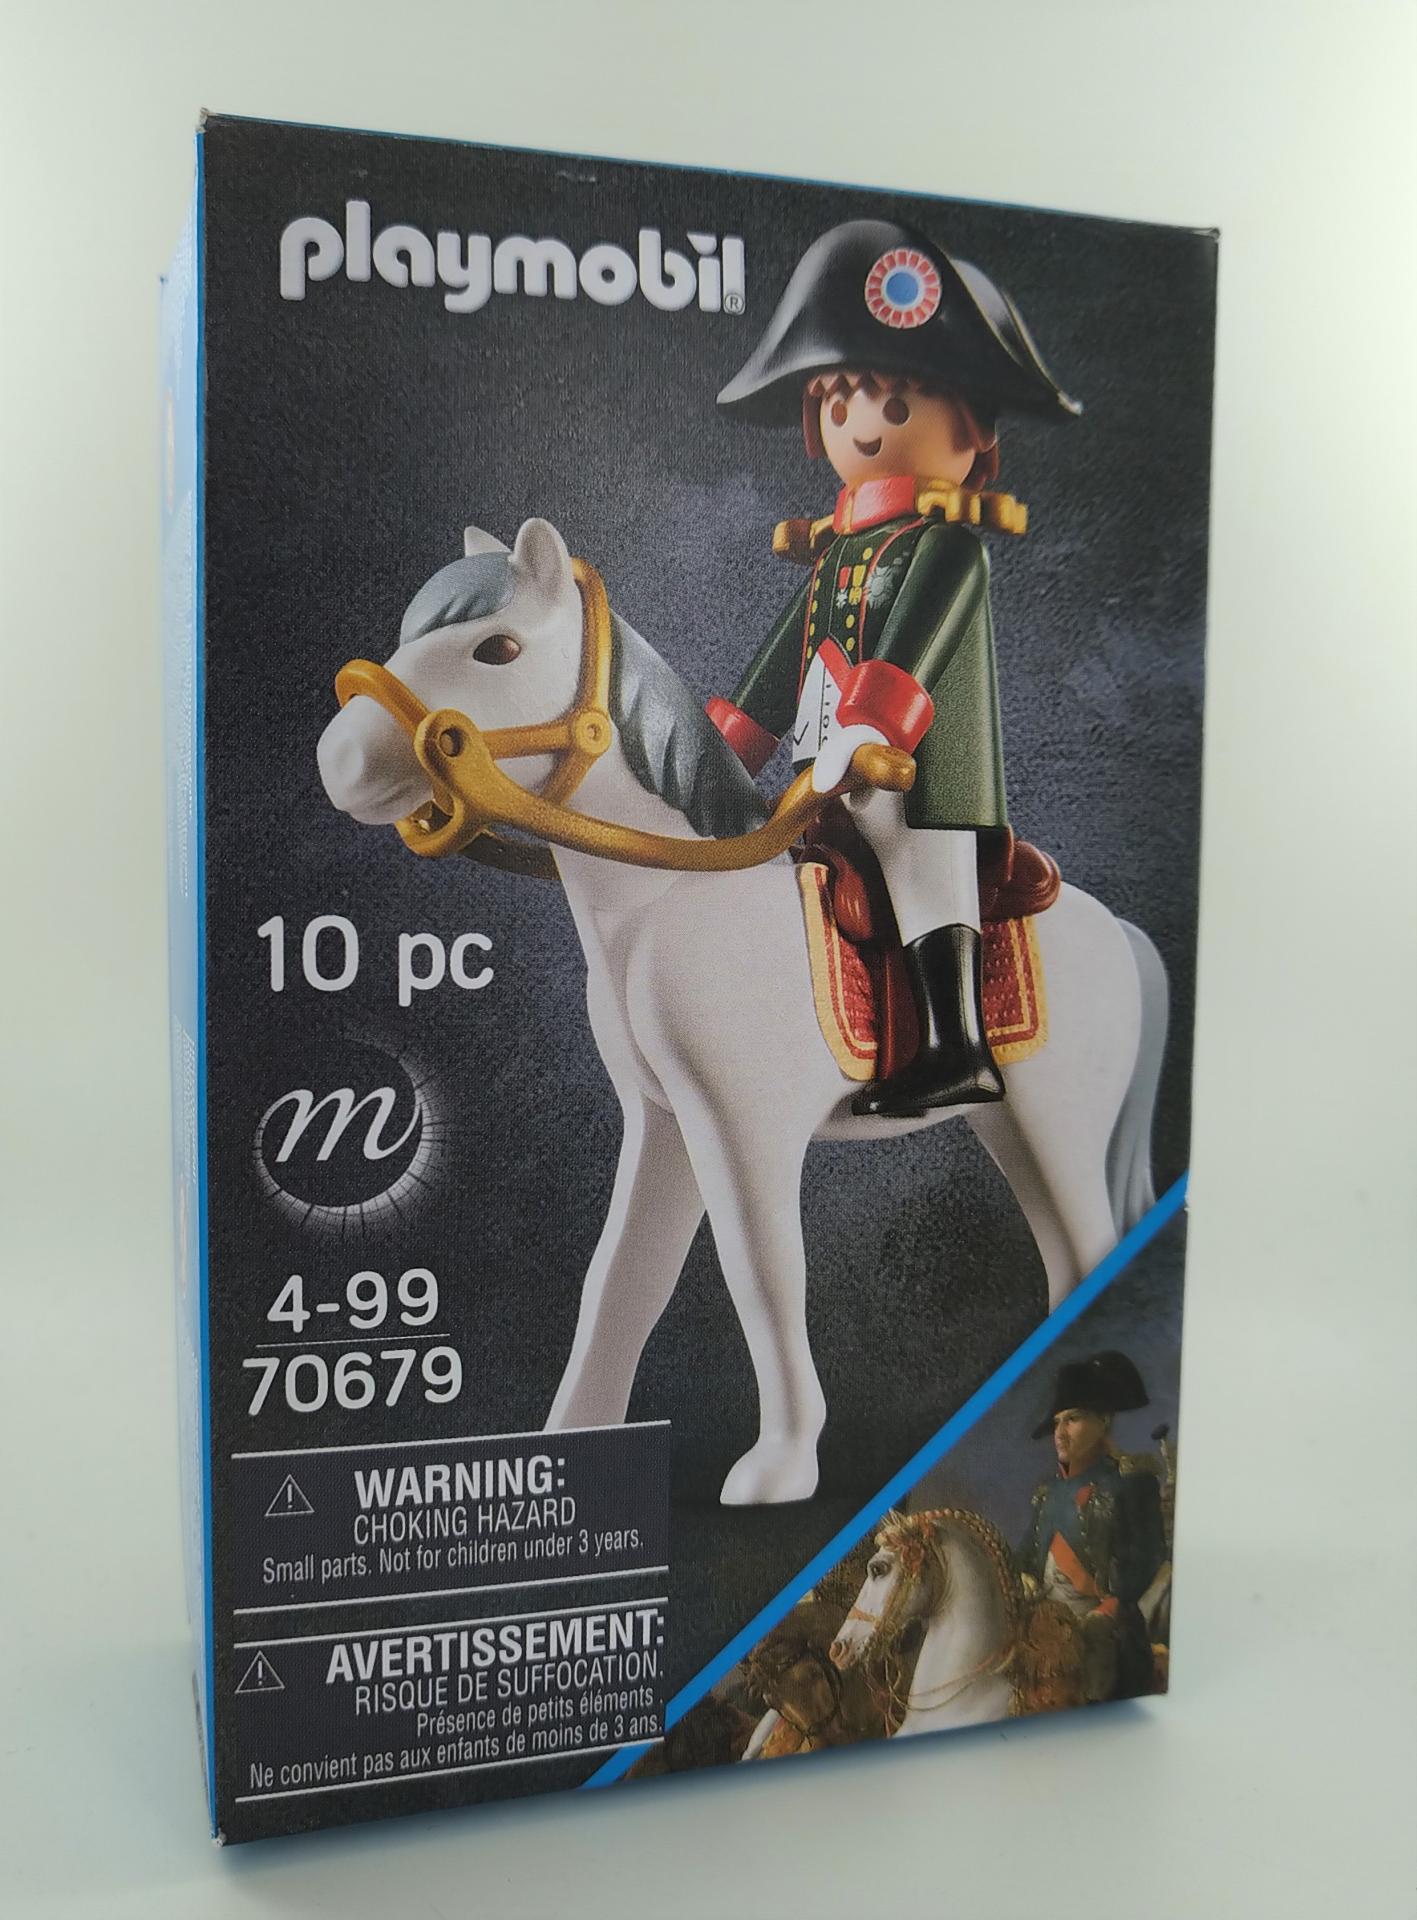 playmobil®
10 pc
m
4-99
70679
WARNING:
CHOKING HAZARD
Small parts. Not for children under 3 years.
AVERTISSEMENT:
RISQUE DE SUFFOCATION.
Présence de petits éléments.
Ne convient pas aux enfants de moins de 3 ans.